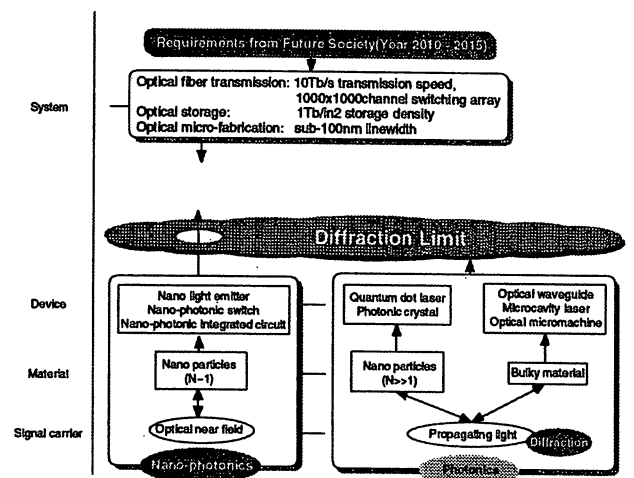 Requirements from Future Society(Year 2010 - 2015)
System
Optical fiber transmission: 10Tb/s transmission speed,
1000x1000channel switching array
Optical storage: 1Tb/in2 storage density
Optical micro-fabrication: sub-100nm linewidth
Diffraction Limit
Device
Nano light emitter
Nano-photonic switch
Nano-photonic integrated circuit
Quantum dot laser
Photonic crystal
Optical waveguide
Microcavity laser
Optical micromachine
Material
Nano particles
(N~1)
Nano particles
(N>>1)
Bulky material
Signal carrier
Optical near field
Propagating light
Diffraction
Nano-photonics
Photonics